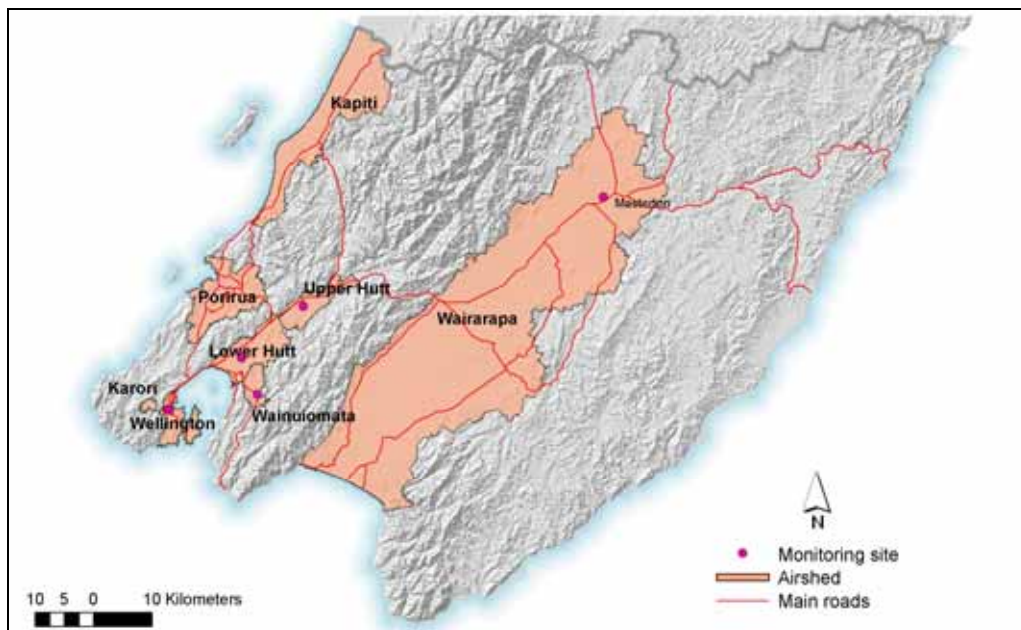 Kapiti
Masterton
Upper Hutt
Porirua
Wairarapa
Lower Hutt
Karori
Wainuiomata
Wellington
N
Monitoring site
Airshed
Main roads
10 5 0 10 Kilometers